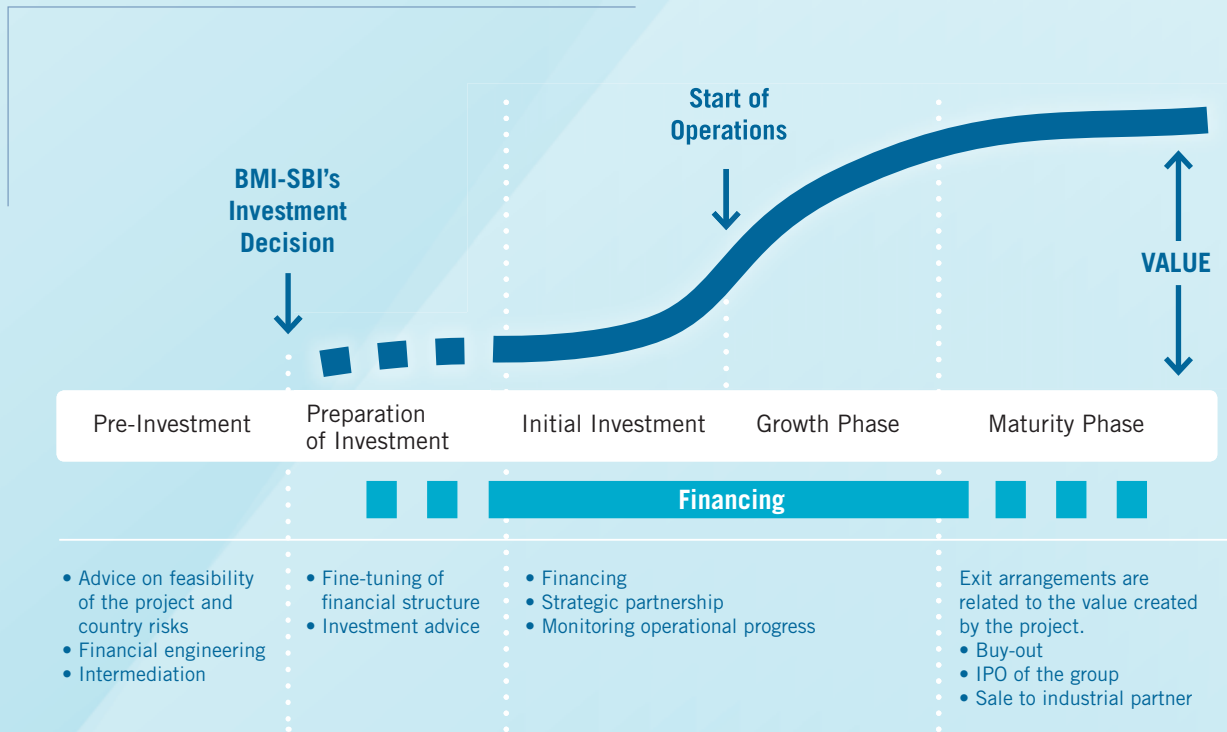 Start of
Operations
BMI-SBI’s
Investment
Decision
VALUE
Pre-Investment
Preparation
of Investment
Initial Investment
Growth Phase
Maturity Phase
Financing
• Advice on feasibility
of the project and
country risks
• Financial engineering
• Intermediation
• Fine-tuning of
financial structure
• Investment advice
• Financing
• Strategic partnership
• Monitoring operational progress
Exit arrangements are
related to the value created
by the project.
• Buy-out
• IPO of the group
• Sale to industrial partner